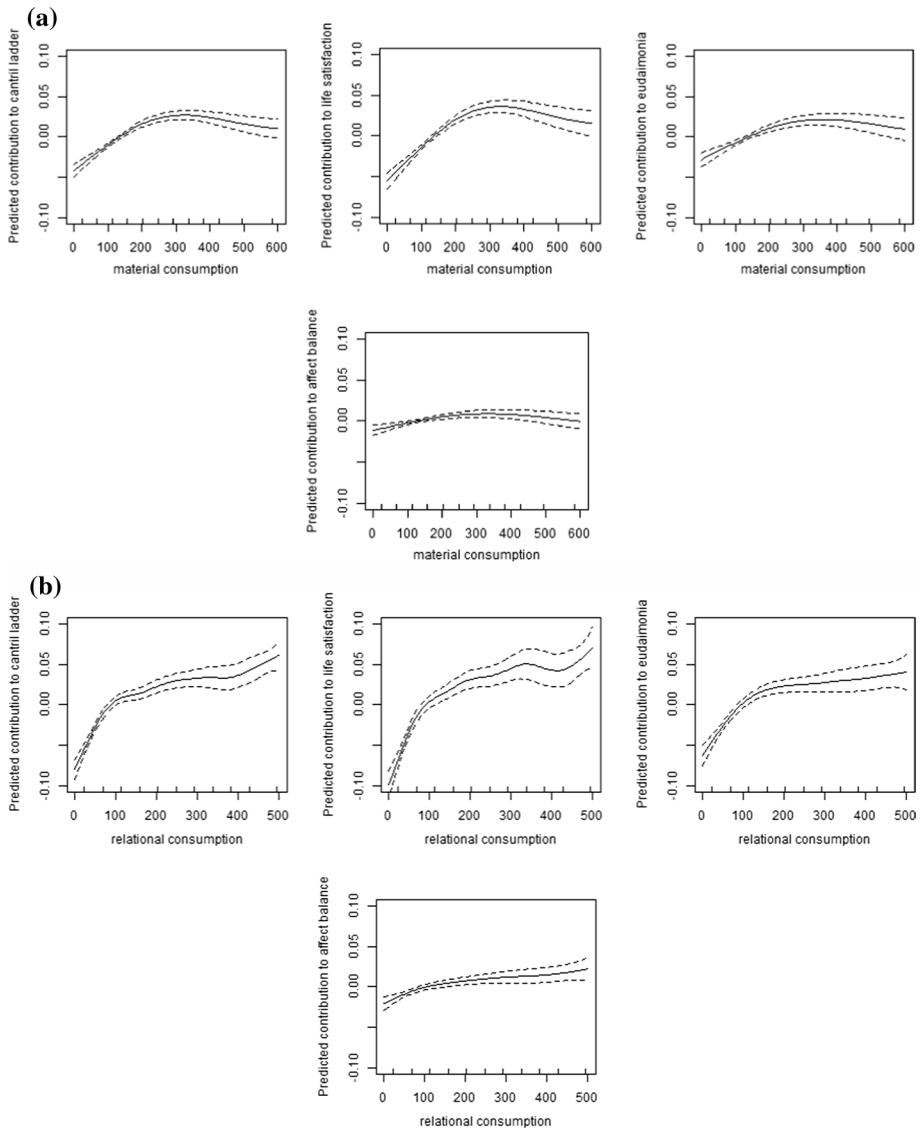 (a)
Predicted contribution to cantril ladder
0.10
0.05
0.00
-0.10
0 100 200 300 400 500 600
material consumption
Predicted contribution to life satisfaction
0.10
0.05
0.00
-0.10
0 100 200 300 400 500 600
material consumption
Predicted contribution to eudaimonia
0.10
0.05
0.00
-0.10
0 100 200 300 400 500 600
material consumption
Predicted contribution to affect balance
0.10
0.05
0.00
-0.10
0 100 200 300 400 500 600
material consumption
(b)
Predicted contribution to cantril ladder
0.10
0.05
0.00
-0.10
0 100 200 300 400 500
relational consumption
Predicted contribution to life satisfaction
0.10
0.05
0.00
-0.10
0 100 200 300 400 500
relational consumption
Predicted contribution to eudaimonia
0.10
0.05
0.00
-0.10
0 100 200 300 400 500
relational consumption
Predicted contribution to affect balance
0.10
0.05
0.00
-0.10
0 100 200 300 400 500
relational consumption